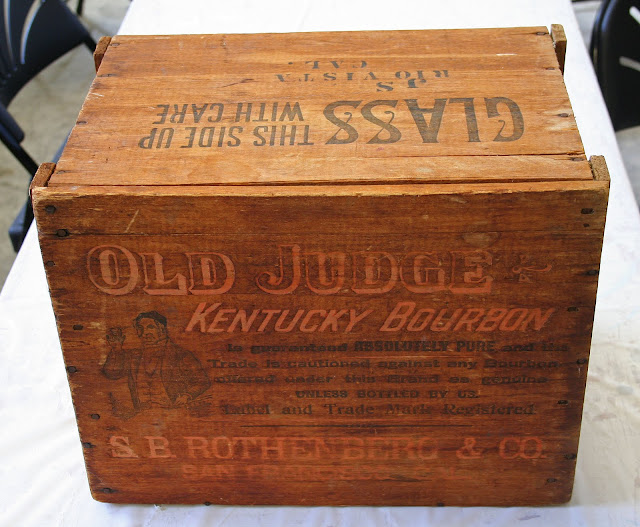 GLASS
THIS SIDE UP
WITH CARE
J S
RIO VISTA
CAL.
OLD JUDGE
KENTUCKY BOURBON
Is guaranteed ABSOLUTELY PURE and the
Trade is cautioned against any Bourbon
offered under this Brand as genuine
UNLESS BOTTLED BY US.
Label and Trade Mark Registered
S.B. ROTHENBERG & CO.
SAN